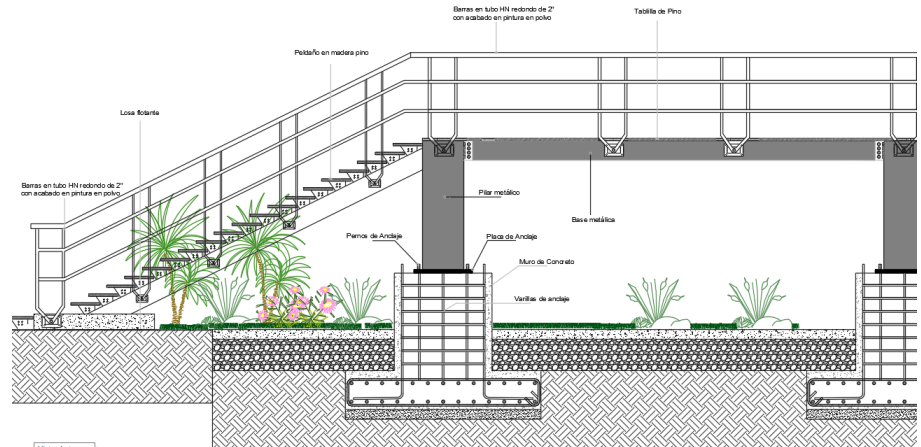 Barras en tubo HN redondo de 2"
con acabado en pintura en polvo
Tablilla de Pino
Peldaño en madera pino
Losa flotante
Barras en tubo HN redondo de 2"
con acabado en pintura en polvo
Pilar metálico
Base metálica
Pernos de Anclaje
Placa de Anclaje
Muro de Concreto
Varillas de anclaje